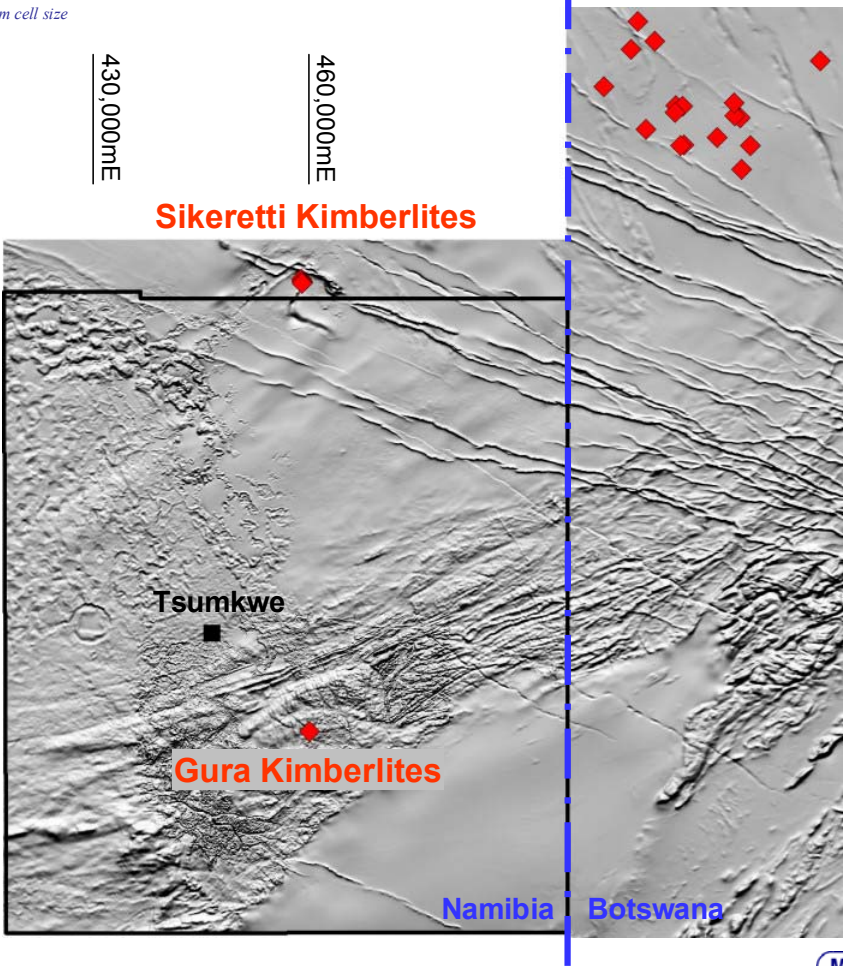 m cell size
430,000mE
460,000mE
Sikeretti Kimberlites
Tsumkwe
Gura Kimberlites
Namibia
Botswana
M